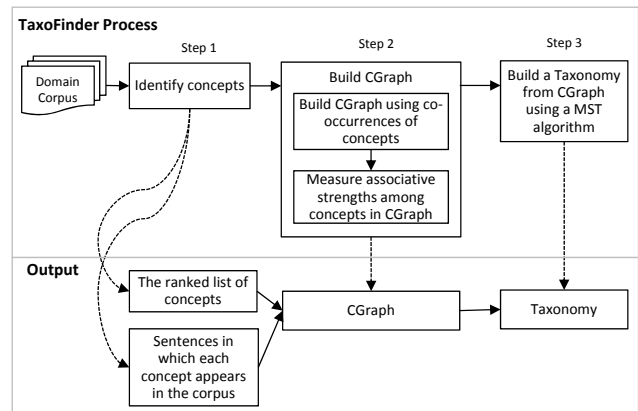 TaxoFinder Process
Step 1
Step 2
Step 3
Domain
Corpus
Identify concepts
Build CGraph
Build CGraph using co-
occurrences of
concepts
Measure associative
strengths among
concepts in CGraph
Build a Taxonomy
from CGraph
using a MST
algorithm
Output
The ranked list of
concepts
Sentences in
which each
concept appears
in the corpus
CGraph
Taxonomy